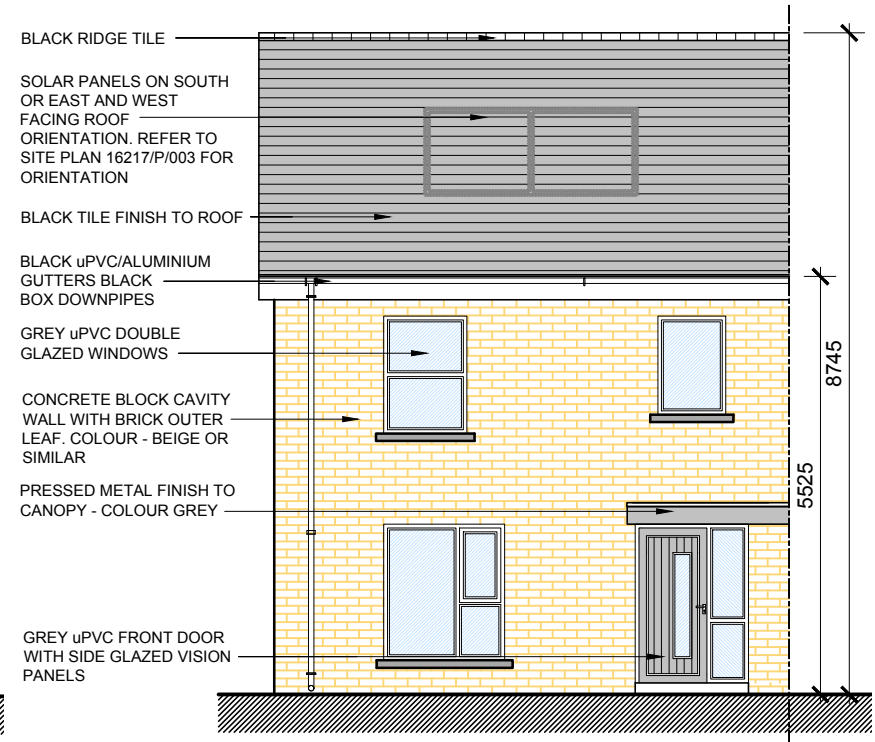 BLACK RIDGE TILE
SOLAR PANELS ON SOUTH
OR EAST AND WEST
FACING ROOF
ORIENTATION. REFER TO
SITE PLAN 16217/P/003 FOR
ORIENTATION
BLACK TILE FINISH TO ROOF
BLACK uPVC/ALUMINIUM
GUTTERS BLACK
BOX DOWNPIPES
GREY uPVC DOUBLE
GLAZED WINDOWS
CONCRETE BLOCK CAVITY
WALL WITH BRICK OUTER
LEAF. COLOUR - BEIGE OR
SIMILAR
PRESSED METAL FINISH TO
CANOPY - COLOUR GREY
GREY uPVC FRONT DOOR
WITH SIDE GLAZED VISION
PANELS
5525
8745